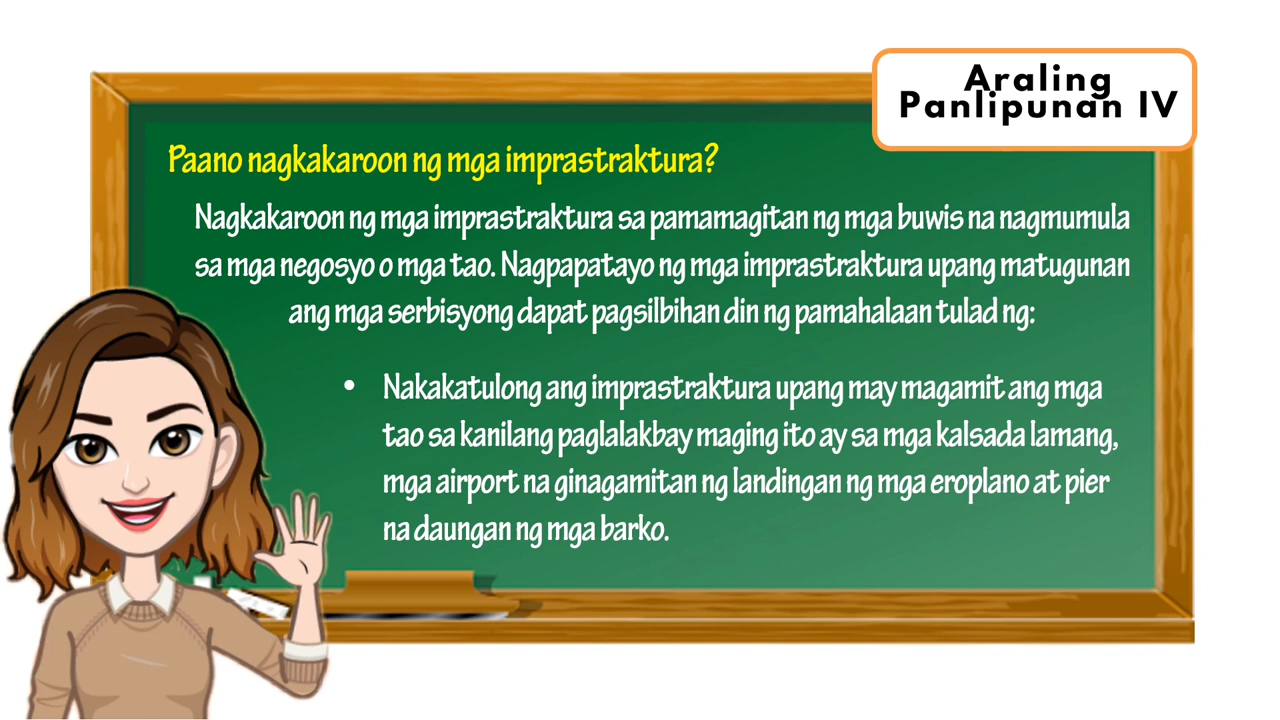 Araling
Panlipunan IV
Paano nagkakaroon ng mga imprastraktura?
Nagkakaroon ng mga imprastraktura sa pamamagitan ng mga buwis na nagmumula
sa mga negosyo o mga tao. Nagpapatayo ng mga imprastraktura upang matugunan
ang mga serbisyong dapat pagsilbihan din ng pamahalaan tulad ng:
• Nakakatulong ang imprastraktura upang may magamit ang mga
tao sa kanilang paglalakbay maging ito ay sa mga kalsada lamang,
mga airport na ginagamitan ng landingan ng mga eroplano at pier
na daungan ng mga barko.